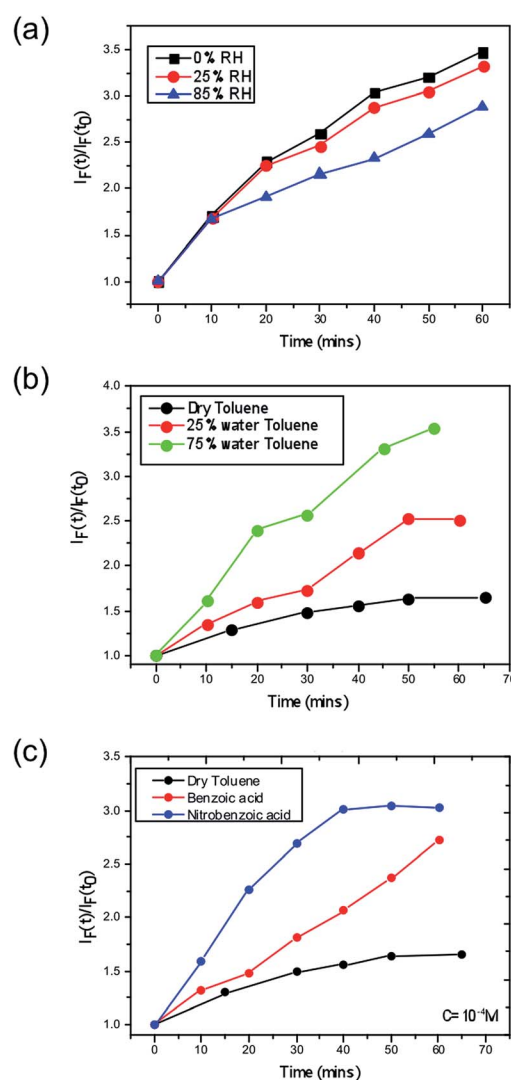 (a)
0% RH
25% RH
85% RH
I_F(t)/I_F(t_0)
3.5
3.0
2.5
2.0
1.5
1.0
0 10 20 30 40 50 60
Time (mins)
(b)
Dry Toluene
25% water Toluene
75% water Toluene
I_F(t)/I_F(t_0)
4.0
3.5
3.0
2.5
2.0
1.5
1.0
0 10 20 30 40 50 60 70
Time (mins)
(c)
Dry Toluene
Benzoic acid
Nitrobenzoic acid
I_F(t)/I_F(t_0)
3.5
3.0
2.5
2.0
1.5
1.0
C= 10⁻⁴M
0 10 20 30 40 50 60 70
Time (mins)